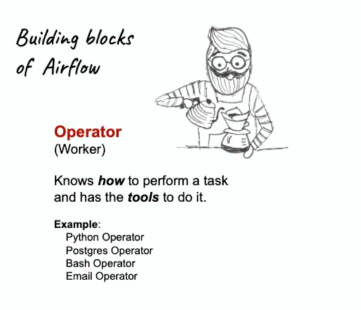 Building blocks
of Airflow
Operator
(Worker)
Knows how to perform a task
and has the tools to do it.
Example:
Python Operator
Postgres Operator
Bash Operator
Email Operator